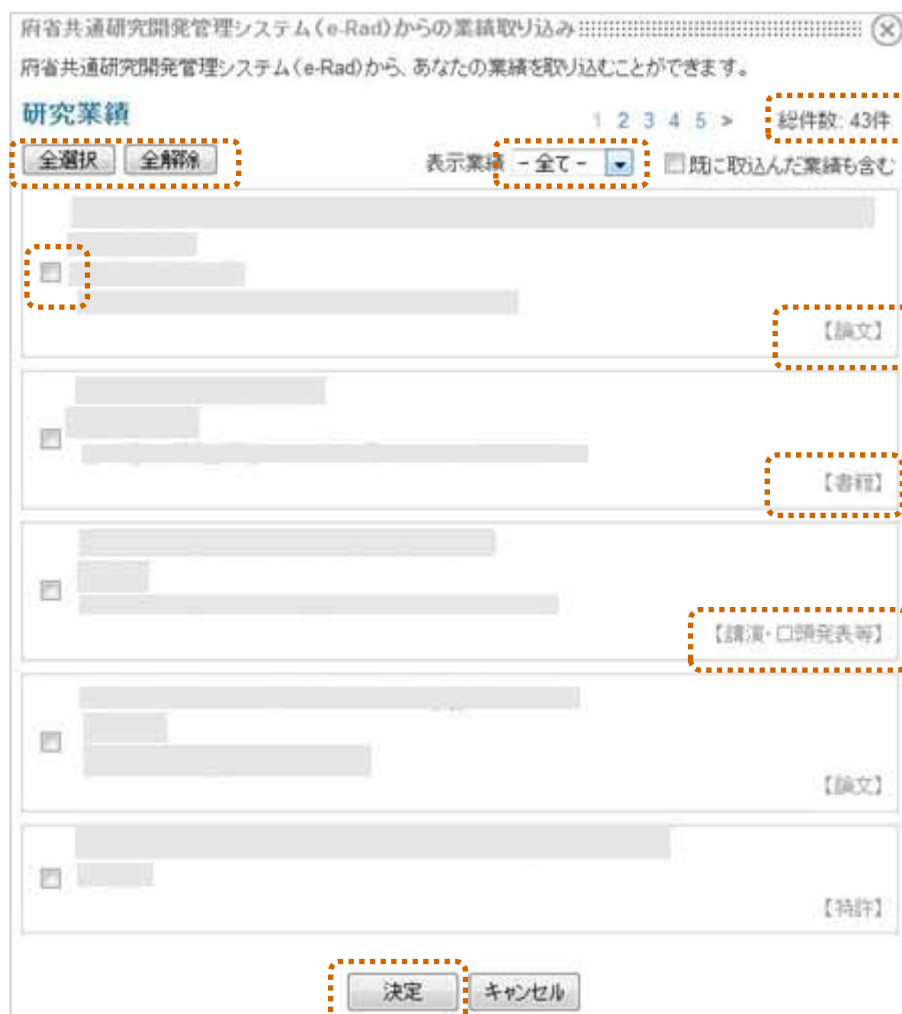 府省共通研究開発管理システム(e-Rad)からの業績取り込み
府省共通研究開発管理システム(e-Rad)から、あなたの業績を取り込むことができます。
研究業績
1 2 3 4 5 > 総件数: 43件
全選択 全解除 表示業績 - 全て - 既に取込んだ業績も含む
【論文】
【書籍】
【講演・口頭発表等】
【論文】
【特許】
決定 キャンセル